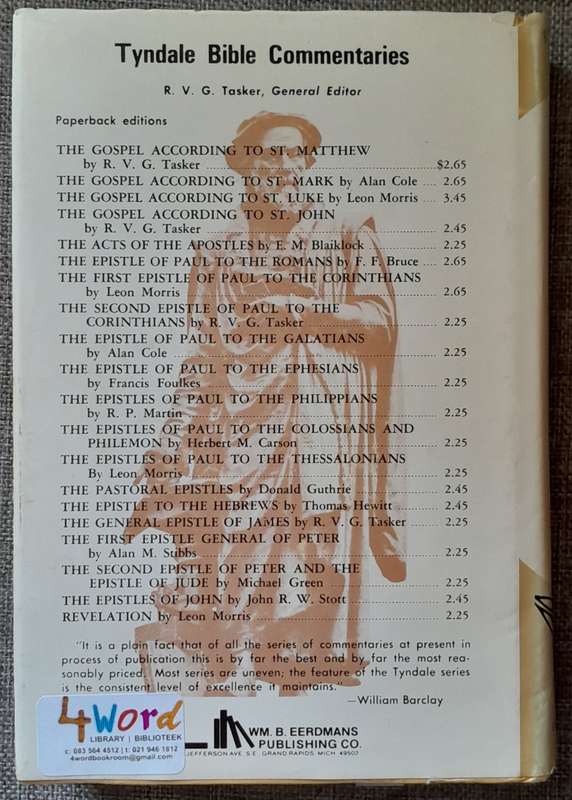 Tyndale Bible Commentaries
R. V. G. Tasker, General Editor
Paperback editions
THE GOSPEL ACCORDING TO ST. MATTHEW
by R. V. G. Tasker ........ $2.65
THE GOSPEL ACCORDING TO ST. MARK by Alan Cole .... 2.65
THE GOSPEL ACCORDING TO ST. LUKE by Leon Morris ... 3.45
THE GOSPEL ACCORDING TO ST. JOHN
by R. V. G. Tasker ........ 2.45
THE ACTS OF THE APOSTLES by E. M. Blaiklock ........ 2.25
THE EPISTLE OF PAUL TO THE ROMANS by F. F. Bruce ... 2.65
THE FIRST EPISTLE OF PAUL TO THE CORINTHIANS
by Leon Morris ........ 2.65
THE SECOND EPISTLE OF PAUL TO THE
CORINTHIANS by R. V. G. Tasker ........ 2.25
THE EPISTLE OF PAUL TO THE GALATIANS
by Alan Cole ........ 2.25
THE EPISTLE OF PAUL TO THE EPHESIANS
by Francis Foulkes ........ 2.25
THE EPISTLES OF PAUL TO THE PHILIPPIANS
by R. P. Martin ........ 2.25
THE EPISTLES OF PAUL TO THE COLOSSIANS AND
PHILEMON by Herbert M. Carson ........ 2.25
THE EPISTLES OF PAUL TO THE THESSALONIANS
By Leon Morris ........ 2.25
THE PASTORAL EPISTLES by Donald Guthrie ........ 2.45
THE EPISTLE TO THE HEBREWS by Thomas Hewitt ........ 2.45
THE GENERAL EPISTLE OF JAMES by R. V. G. Tasker ........ 2.25
THE FIRST EPISTLE GENERAL OF PETER
by Alan M. Stibbs ........ 2.25
THE SECOND EPISTLE OF PETER AND THE
EPISTLE OF JUDE by Michael Green ........ 2.25
THE EPISTLES OF JOHN by John R. W. Stott ........ 2.45
REVELATION by Leon Morris ........ 2.25
"It is a plain fact that of all the series of commentaries at present in
process of publication this is by far the best and by far the most rea-
sonably priced. Most series are uneven; the feature of the Tyndale series
is the consistent level of excellence it maintains."
—William Barclay
4Word
LIBRARY | BIBLIOTEEK
c: 083 564 4512 | t: 021 946 1812
4wordbookroom@gmail.com
WM. B. EERDMANS
PUBLISHING CO.
JEFFERSON AVE. S.E. GRAND RAPIDS, MICH. 49502